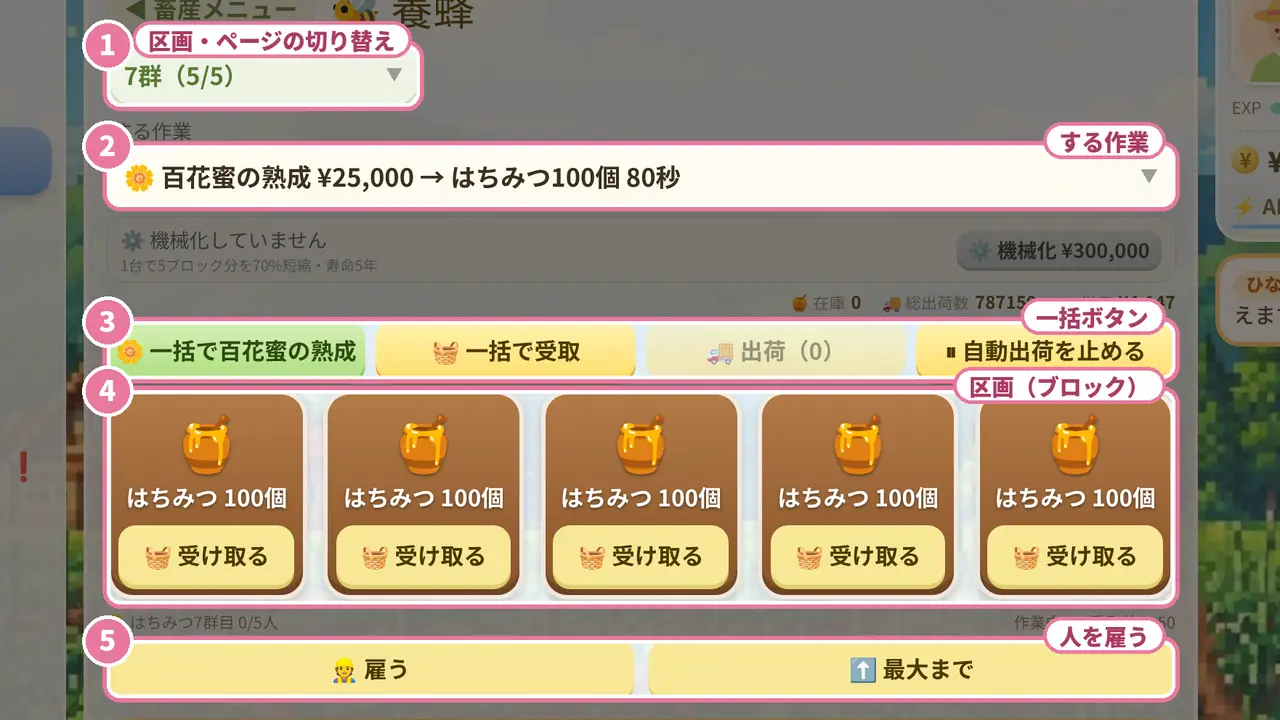 ◀畜産メニュー
🐝 養蜂
1
区画・ページの切り替え
7群（5/5）
EXP
する作業
2
する作業
🌼 百花蜜の熟成 ¥25,000 → はちみつ100個 80秒
⚙️ 機械化していません
1台で5ブロック分を70%短縮・寿命5年
⚙️ 機械化 ¥300,000
ひな
えま
🍯 在庫 0
🚚 総出荷数
3
一括ボタン
🌼 一括で百花蜜の熟成
🧺 一括で受取
🚚 出荷（0）
⏸ 自動出荷を止める
4
区画（ブロック）
はちみつ 100個
はちみつ 100個
はちみつ 100個
はちみつ 100個
はちみつ 100個
🧺 受け取る
🧺 受け取る
🧺 受け取る
🧺 受け取る
🧺 受け取る
はちみつ7群目 0/5人
5
人を雇う
👷 雇う
⬆️ 最大まで